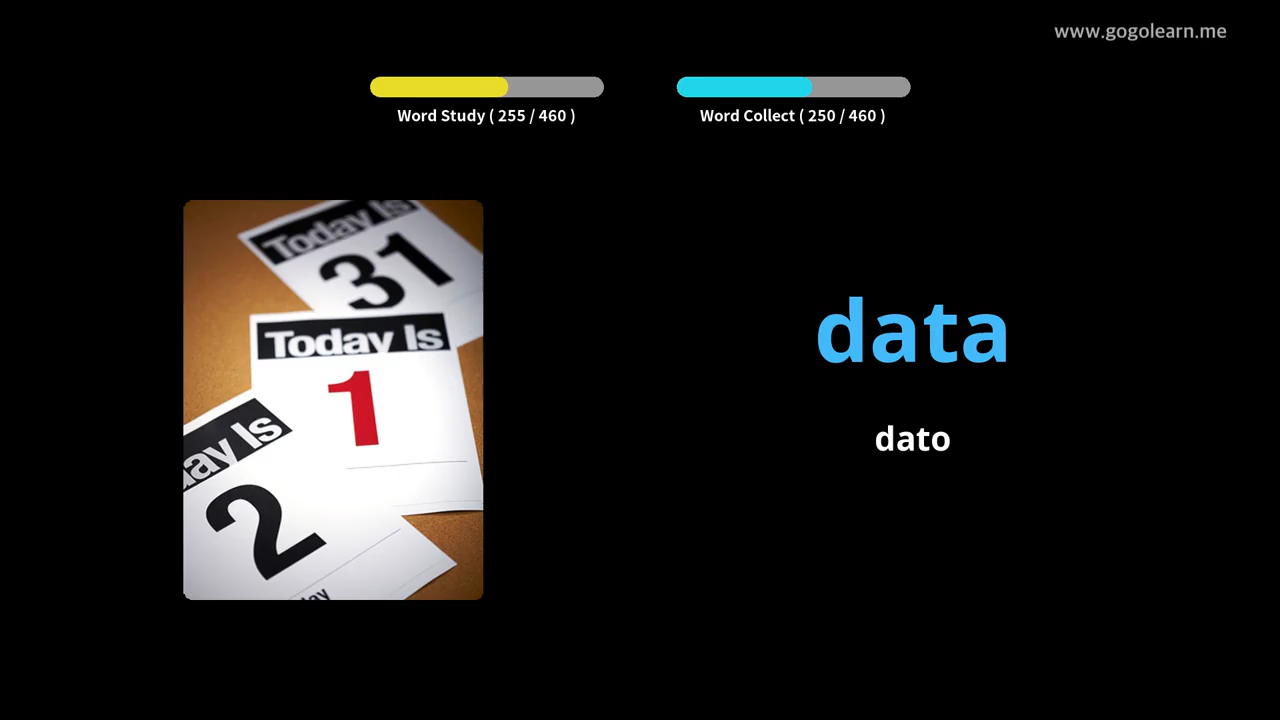 www.gogolearn.me
Word Study ( 255 / 460 )
Word Collect ( 250 / 460 )
Today Is
31
Today Is
1
ay Is
2
data
dato